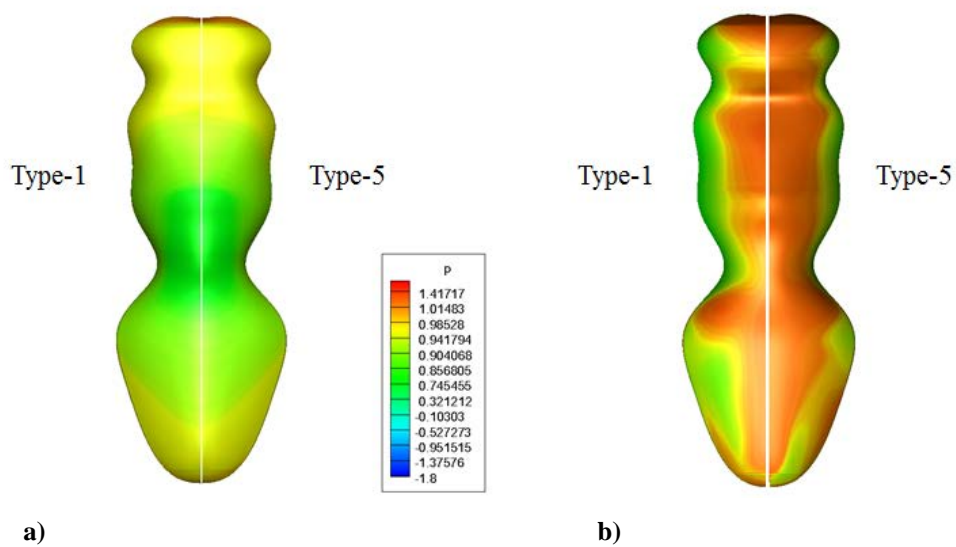 Type-1
Type-5
P
1.41717
1.01483
0.98528
0.941794
0.904068
0.856805
0.745455
0.321212
-0.10303
-0.527273
-0.951515
-1.37576
-1.8
Type-1
Type-5
a)
b)